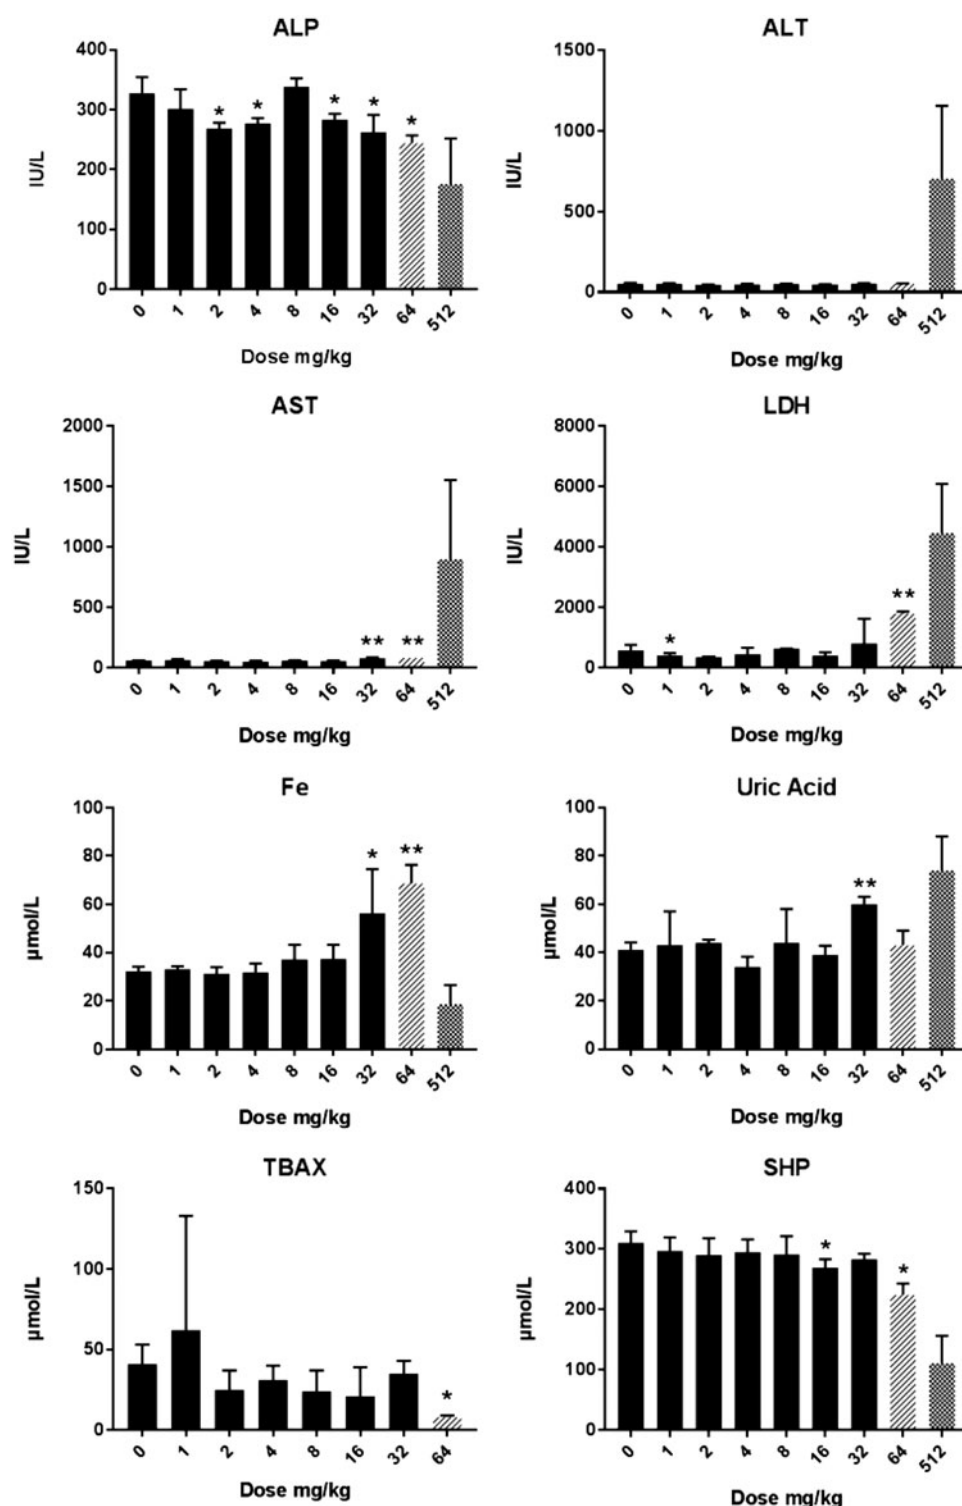 ALP
400
300
200
100
0
IU/L
* * * * *
0 1 2 4 8 16 32 64 512
Dose mg/kg
ALT
1500
1000
500
0
IU/L
0 1 2 4 8 16 32 64 512
Dose mg/kg
AST
2000
1500
1000
500
0
IU/L
** **
0 1 2 4 8 16 32 64 512
Dose mg/kg
LDH
8000
6000
4000
2000
0
IU/L
* **
0 1 2 4 8 16 32 64 512
Dose mg/kg
Fe
100
80
60
40
20
0
µmol/L
* **
0 1 2 4 8 16 32 64 512
Dose mg/kg
Uric Acid
100
80
60
40
20
0
µmol/L
**
0 1 2 4 8 16 32 64 512
Dose mg/kg
TBAX
150
100
50
0
µmol/L
*
0 1 2 4 8 16 32 64
Dose mg/kg
SHP
400
300
200
100
0
µmol/L
* *
0 1 2 4 8 16 32 64 512
Dose mg/kg